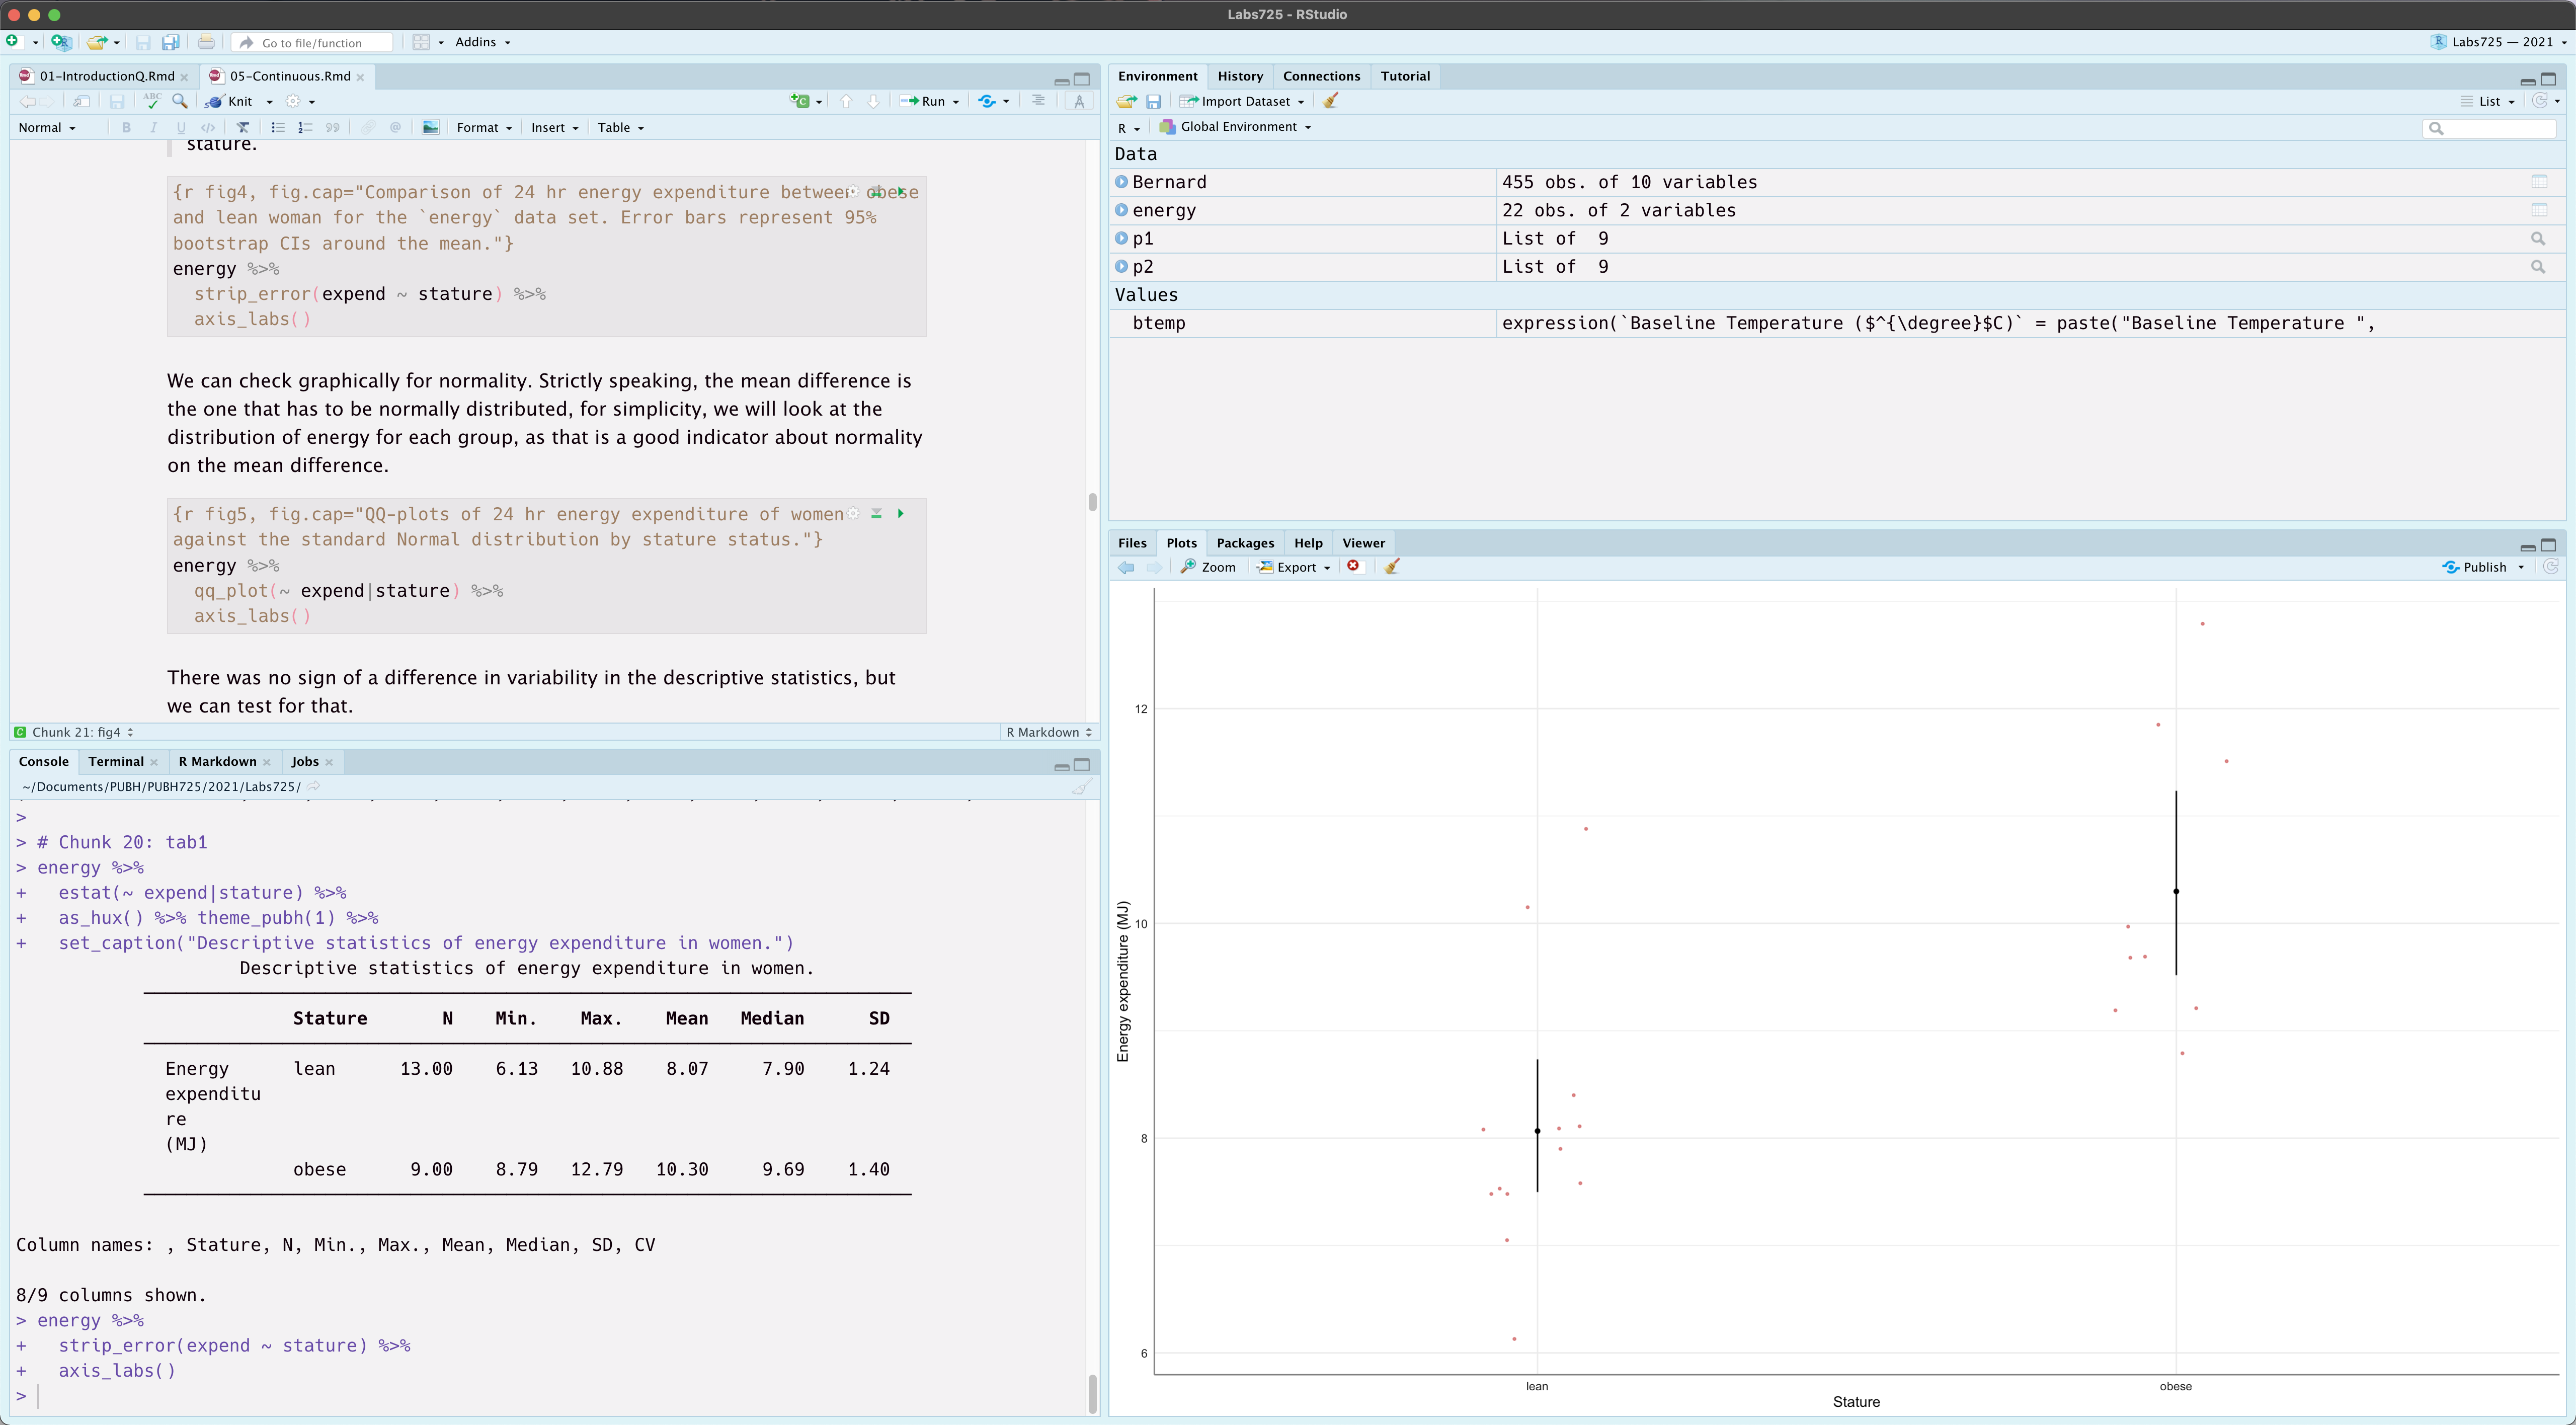 Labs725 - RStudio
Go to file/function
Addins
Labs725 — 2021
01-IntroductionQ.Rmd
05-Continuous.Rmd
ABC
Knit
Run
Normal
B I U </>
Format
Insert
Table
stature.
{r fig4, fig.cap="Comparison of 24 hr energy expenditure between obese
and lean woman for the `energy` data set. Error bars represent 95%
bootstrap CIs around the mean."}
energy %>%
strip_error(expend ~ stature) %>%
axis_labs()
We can check graphically for normality. Strictly speaking, the mean difference is
the one that has to be normally distributed, for simplicity, we will look at the
distribution of energy for each group, as that is a good indicator about normality
on the mean difference.
{r fig5, fig.cap="QQ-plots of 24 hr energy expenditure of women
against the standard Normal distribution by stature status."}
energy %>%
qq_plot(~ expend|stature) %>%
axis_labs()
There was no sign of a difference in variability in the descriptive statistics, but
we can test for that.
Chunk 21: fig4
R Markdown
Console
Terminal
R Markdown
Jobs
~/Documents/PUBH/PUBH725/2021/Labs725/
>
> # Chunk 20: tab1
> energy %>%
+ estat(~ expend|stature) %>%
+ as_hux() %>% theme_pubh(1) %>%
+ set_caption("Descriptive statistics of energy expenditure in women.")
Descriptive statistics of energy expenditure in women.
Stature N Min. Max. Mean Median SD
Energy lean 13.00 6.13 10.88 8.07 7.90 1.24
expenditu
re
(MJ)
obese 9.00 8.79 12.79 10.30 9.69 1.40
Column names: , Stature, N, Min., Max., Mean, Median, SD, CV
8/9 columns shown.
> energy %>%
+ strip_error(expend ~ stature) %>%
+ axis_labs()
>
Environment
History
Connections
Tutorial
Import Dataset
List
R
Global Environment
Data
Bernard 455 obs. of 10 variables
energy 22 obs. of 2 variables
p1 List of 9
p2 List of 9
Values
btemp expression(`Baseline Temperature ($^{\degree}$C)` = paste("Baseline Temperature ",
Files
Plots
Packages
Help
Viewer
Zoom
Export
Publish
Energy expenditure (MJ)
12
10
8
6
lean
obese
Stature